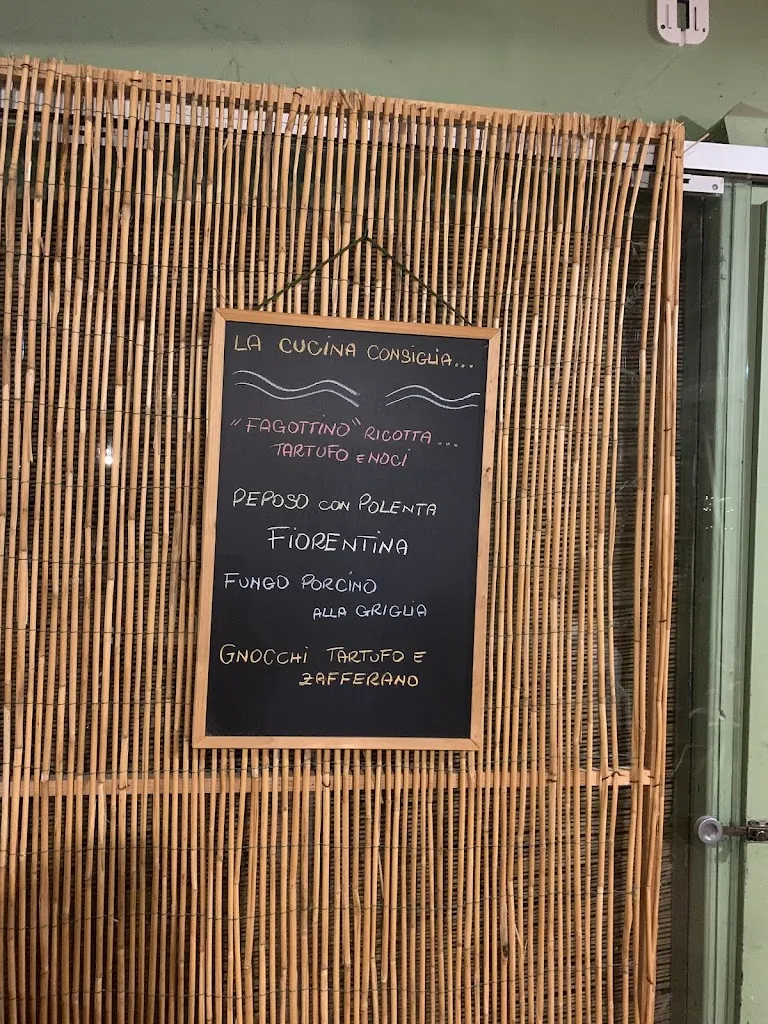 LA CUCINA CONSIGLIA...
"FAGOTTINO" RICOTTA...
TARTUFO E NOCI
PEPOSO CON POLENTA
FIORENTINA
FUNGO PORCINO
ALLA GRIGLIA
GNOCCHI TARTUFO E
ZAFFERANO